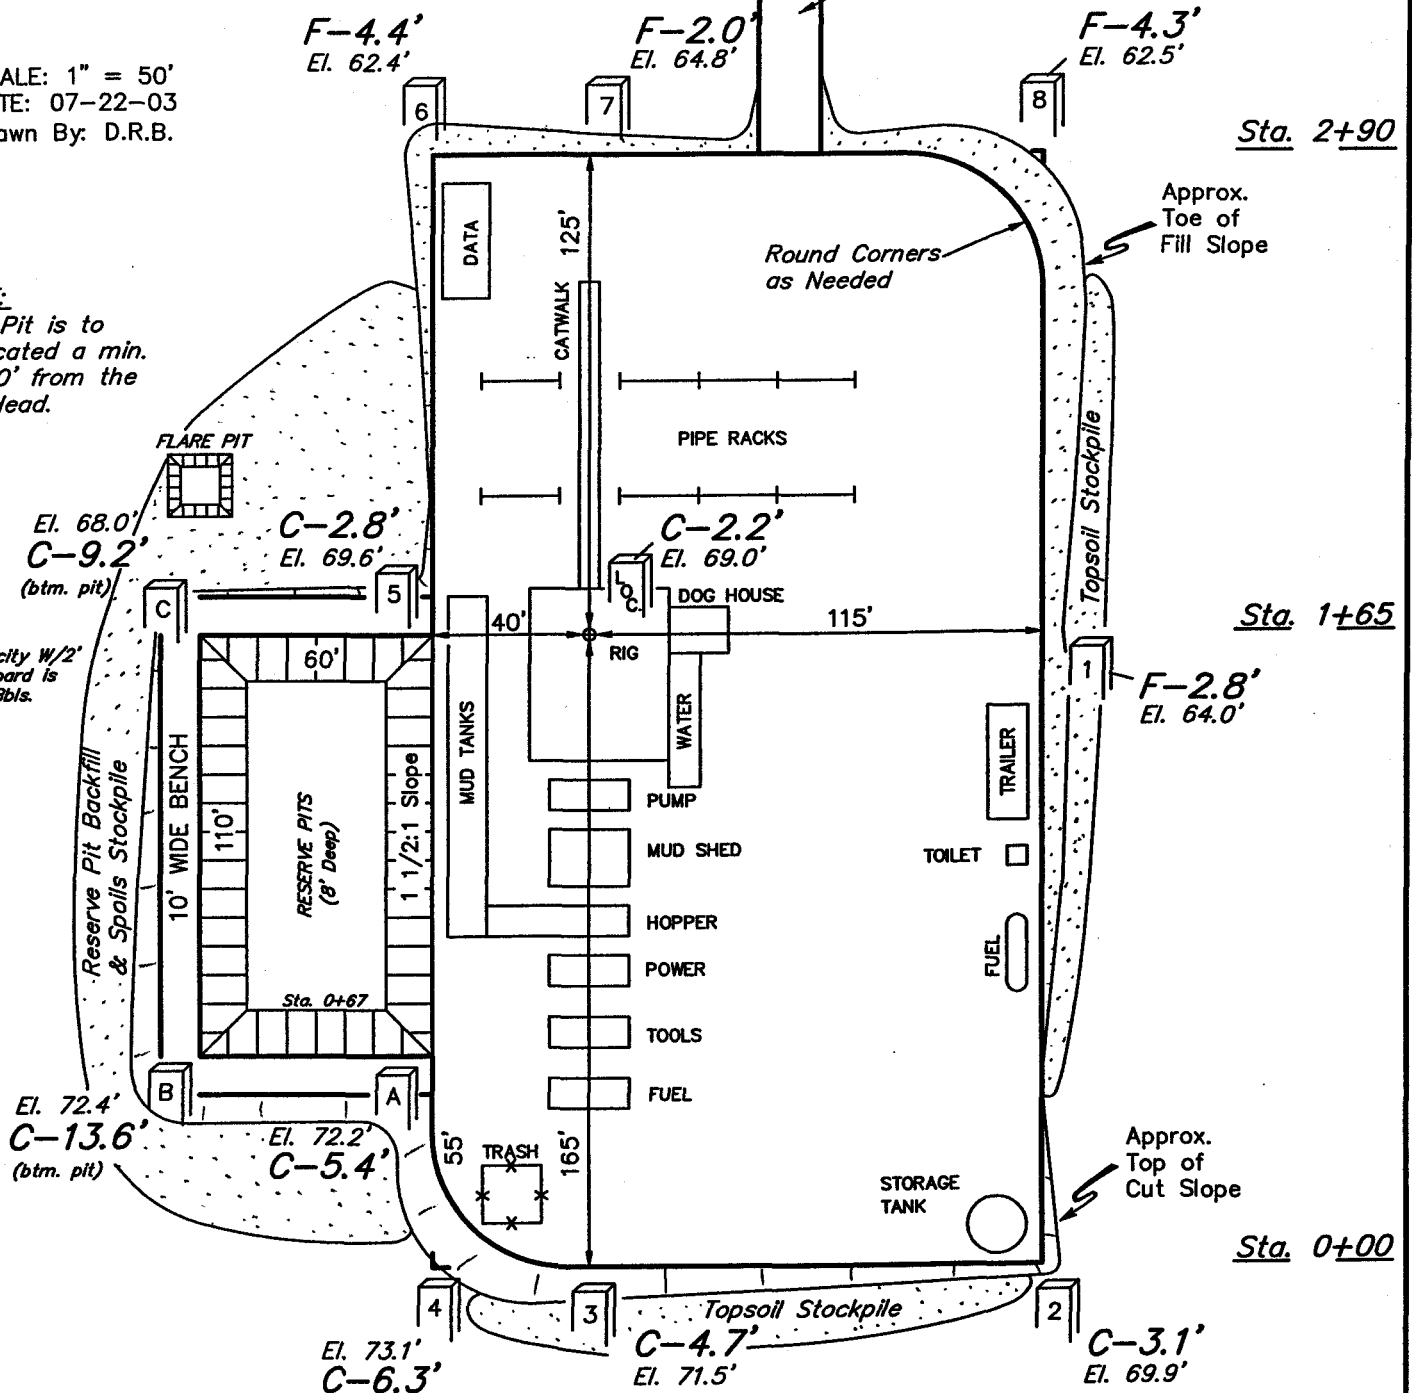 F-4.4'
El. 62.4'
F-2.0'
El. 64.8'
F-4.3'
El. 62.5'
ALE: 1" = 50'
TE: 07-22-03
awn By: D.R.B.
6
7
8
Sta. 2+90
Approx.
Toe of
Fill Slope
DATA
125'
Round Corners
as Needed
CATWALK
Pit is to
cated a min.
0' from the
Head.
FLARE PIT
PIPE RACKS
Topsoil Stockpile
El. 68.0'
C-9.2'
(btm. pit)
C-2.8'
El. 69.6'
C-2.2'
El. 69.0'
C
5
LOC.
DOG HOUSE
40'
115'
Sta. 1+65
RIG
60'
city W/2'
oard is
Bbls.
1
F-2.8'
El. 64.0'
MUD TANKS
WATER
TRAILER
Reserve Pit Backfill
& Spoils Stockpile
10' WIDE BENCH
110'
RESERVE PITS
(8' Deep)
1 1/2:1 Slope
PUMP
MUD SHED
TOILET
HOPPER
FUEL
POWER
Sta. 0+67
TOOLS
FUEL
B
A
El. 72.4'
C-13.6'
(btm. pit)
El. 72.2'
C-5.4'
55'
TRASH
165'
Approx.
Top of
Cut Slope
STORAGE
TANK
Sta. 0+00
4
3
Topsoil Stockpile
2
El. 73.1'
C-6.3'
C-4.7'
El. 71.5'
C-3.1'
El. 69.9'